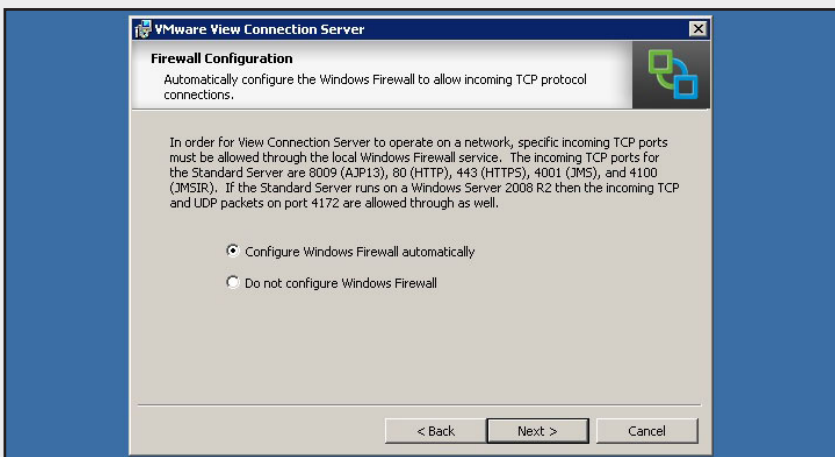 VMware View Connection Server
Firewall Configuration
Automatically configure the Windows Firewall to allow incoming TCP protocol
connections.
In order for View Connection Server to operate on a network, specific incoming TCP ports
must be allowed through the local Windows Firewall service.  The incoming TCP ports for
the Standard Server are 8009 (AJP13), 80 (HTTP), 443 (HTTPS), 4001 (JMS), and 4100
(JMSIR).  If the Standard Server runs on a Windows Server 2008 R2 then the incoming TCP
and UDP packets on port 4172 are allowed through as well.
Configure Windows Firewall automatically
Do not configure Windows Firewall
< Back Next > Cancel